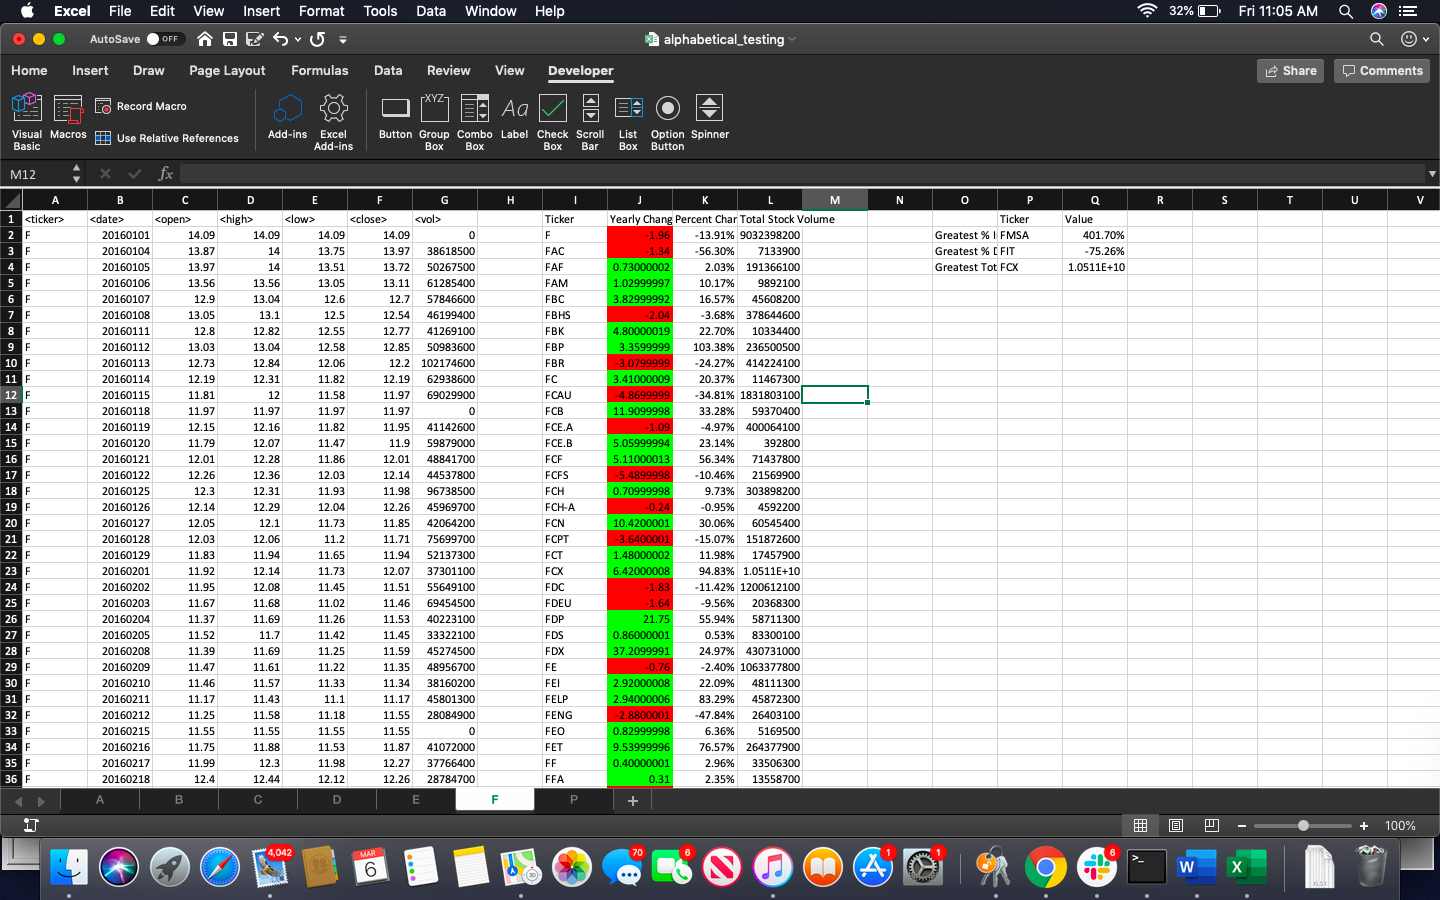 Excel File Edit View Insert Format Tools Data Window Help 32% Fri 11:05 AM
AutoSave OFF alphabetical_testing
Home Insert Draw Page Layout Formulas Data Review View Developer Share Comments
Visual Basic Macros Record Macro Use Relative References Add-ins Excel Add-ins Button Group Box Combo Box Label Check Box Scroll Bar List Box Option Button Spinner
M12 fx
A B C D E F G H I J K L M N O P Q R S T U V
1 <ticker> <date> <open> <high> <low> <close> <vol> Ticker Yearly Chang Percent Char Total Stock Volume Ticker Value
2 F 20160101 14.09 14.09 14.09 14.09 0 F -1.96 -13.91% 9032398200 Greatest % I FMSA 401.70%
3 F 20160104 13.87 14 13.75 13.97 38618500 FAC -1.34 -56.30% 7133900 Greatest % D FIT -75.26%
4 F 20160105 13.97 14 13.51 13.72 50267500 FAF 0.73000002 2.03% 191366100 Greatest Tot FCX 1.0511E+10
5 F 20160106 13.56 13.56 13.05 13.11 61285400 FAM 1.02999997 10.17% 9892100
6 F 20160107 12.9 13.04 12.6 12.7 57846600 FBC 3.82999992 16.57% 45608200
7 F 20160108 13.05 13.1 12.5 12.54 46199400 FBHS -2.04 -3.68% 378644600
8 F 20160111 12.8 12.82 12.55 12.77 41269100 FBK 4.80000019 22.70% 10334400
9 F 20160112 13.03 13.04 12.58 12.85 50983600 FBP 3.3599999 103.38% 236500500
10 F 20160113 12.73 12.84 12.06 12.2 102174600 FBR -3.0799999 -24.27% 414224100
11 F 20160114 12.19 12.31 11.82 12.19 62938600 FC 3.41000009 20.37% 11467300
12 F 20160115 11.81 12 11.58 11.97 69029900 FCAU -4.8699999 -34.81% 1831803100
13 F 20160118 11.97 11.97 11.97 11.97 0 FCB 11.9099998 33.28% 59370400
14 F 20160119 12.15 12.16 11.82 11.95 41142600 FCE.A -1.09 -4.97% 400064100
15 F 20160120 11.79 12.07 11.47 11.9 59879000 FCE.B 5.05999994 23.14% 392800
16 F 20160121 12.01 12.28 11.86 12.01 48841700 FCF 5.11000013 56.34% 71437800
17 F 20160122 12.26 12.36 12.03 12.14 44537800 FCFS -5.4899998 -10.46% 21569900
18 F 20160125 12.3 12.31 11.93 11.98 96738500 FCH 0.70999998 9.73% 303898200
19 F 20160126 12.14 12.29 12.04 12.26 45969700 FCH-A -0.24 -0.95% 4592200
20 F 20160127 12.05 12.1 11.73 11.85 42064200 FCN 10.4200001 30.06% 60545400
21 F 20160128 12.03 12.06 11.2 11.71 75699700 FCPT -3.6400001 -15.07% 151872600
22 F 20160129 11.83 11.94 11.65 11.94 52137300 FCT 1.48000002 11.98% 17457900
23 F 20160201 11.92 12.14 11.73 12.07 37301100 FCX 6.42000008 94.83% 1.0511E+10
24 F 20160202 11.95 12.08 11.45 11.51 55649100 FDC -1.83 -11.42% 1200612100
25 F 20160203 11.67 11.68 11.02 11.46 69454500 FDEU -1.64 -9.56% 20368300
26 F 20160204 11.37 11.69 11.26 11.53 40223100 FDP 21.75 55.94% 58711300
27 F 20160205 11.52 11.7 11.42 11.45 33322100 FDS 0.86000001 0.53% 83300100
28 F 20160208 11.39 11.69 11.25 11.59 45274500 FDX 37.2099991 24.97% 430731000
29 F 20160209 11.47 11.61 11.22 11.35 48956700 FE -0.76 -2.40% 1063377800
30 F 20160210 11.46 11.57 11.33 11.34 38160200 FEI 2.92000008 22.09% 48111300
31 F 20160211 11.17 11.43 11.1 11.17 45801300 FELP 2.94000006 83.29% 45872300
32 F 20160212 11.25 11.58 11.18 11.55 28084900 FENG -2.8800001 -47.84% 26403100
33 F 20160215 11.55 11.55 11.55 11.55 0 FEO 0.82999998 6.36% 5169500
34 F 20160216 11.75 11.88 11.53 11.87 41072000 FET 9.53999996 76.57% 264377900
35 F 20160217 11.99 12.3 11.98 12.27 37766400 FF 0.40000001 2.96% 33506300
36 F 20160218 12.4 12.44 12.12 12.26 28784700 FFA 0.31 2.35% 13558700
A B C D E F P +
100%
4,042 MAR 6 70 6 1 1 6 W X XLSX